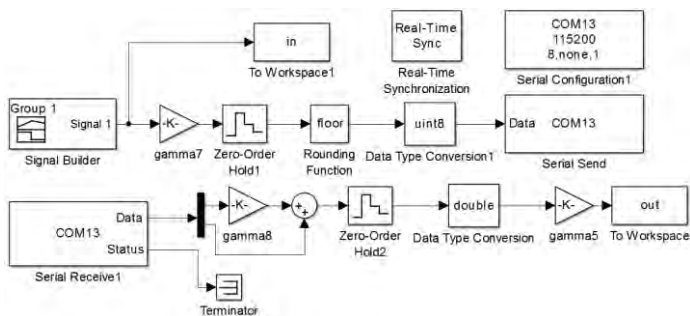 in
To Workspace1
Real-Time
Sync
Real-Time
Synchronization
COM13
115200
8,none,1
Serial Configuration1
Group 1
Signal 1
Signal Builder
-K-
gamma7
Zero-Order
Hold1
floor
Rounding
Function
uint8
Data Type Conversion1
Data
COM13
Serial Send
COM13
Data
Status
Serial Receive1
-K-
gamma8
+
+
Zero-Order
Hold2
double
Data Type Conversion
-K-
gamma5
out
To Workspace
Terminator